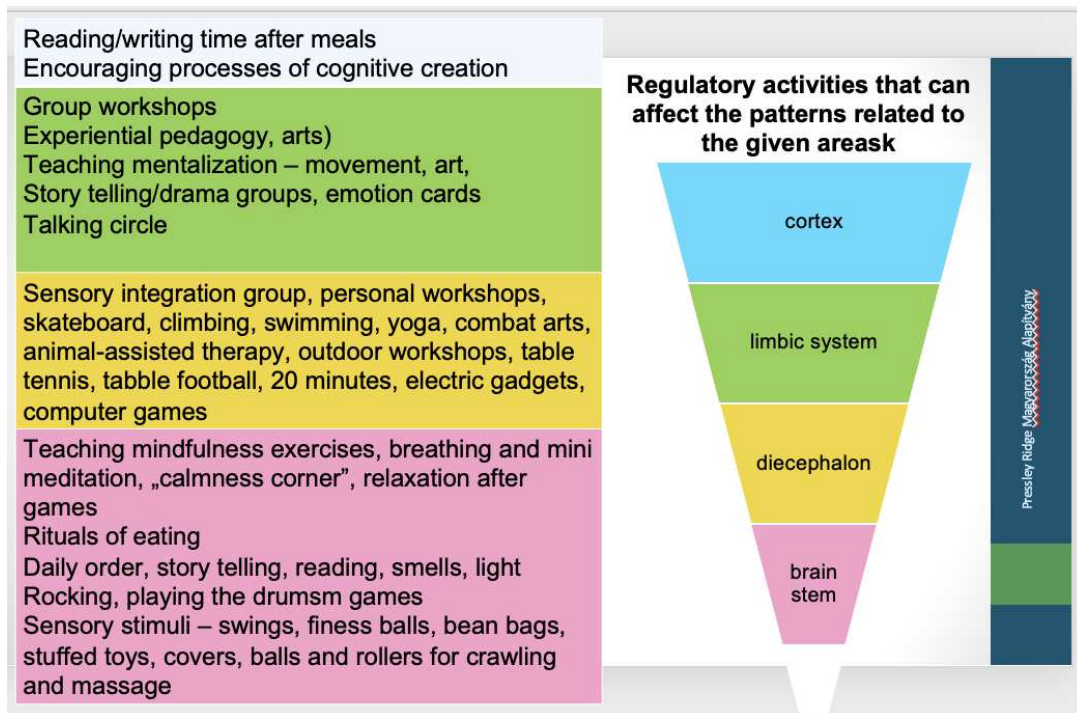 Reading/writing time after meals
Encouraging processes of cognitive creation
Group workshops
Experiential pedagogy, arts)
Teaching mentalization – movement, art,
Story telling/drama groups, emotion cards
Talking circle
Sensory integration group, personal workshops,
skateboard, climbing, swimming, yoga, combat arts,
animal-assisted therapy, outdoor workshops, table
tennis, tabble football, 20 minutes, electric gadgets,
computer games
Teaching mindfulness exercises, breathing and mini
meditation, „calmness corner”, relaxation after
games
Rituals of eating
Daily order, story telling, reading, smells, light
Rocking, playing the drumsm games
Sensory stimuli – swings, finess balls, bean bags,
stuffed toys, covers, balls and rollers for crawling
and massage
Regulatory activities that can
affect the patterns related to
the given areask
cortex
limbic system
diecephalon
brain
stem
Pressley Ridge Magyarország Alapítvány